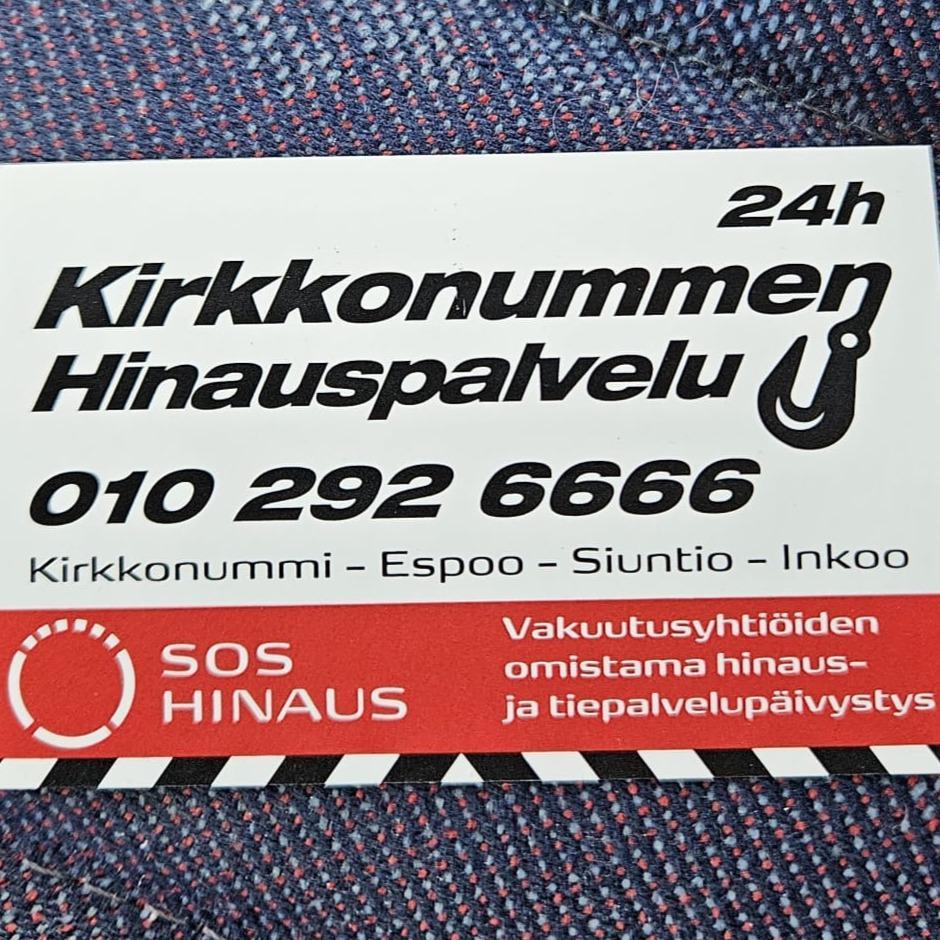 24h
Kirkkonummen
Hinauspalvelu
010 292 6666
Kirkkonummi – Espoo – Siuntio – Inkoo
SOS
HINAUS
Vakuutusyhtiöiden
omistama hinaus-
ja tiepalvelupäivystys